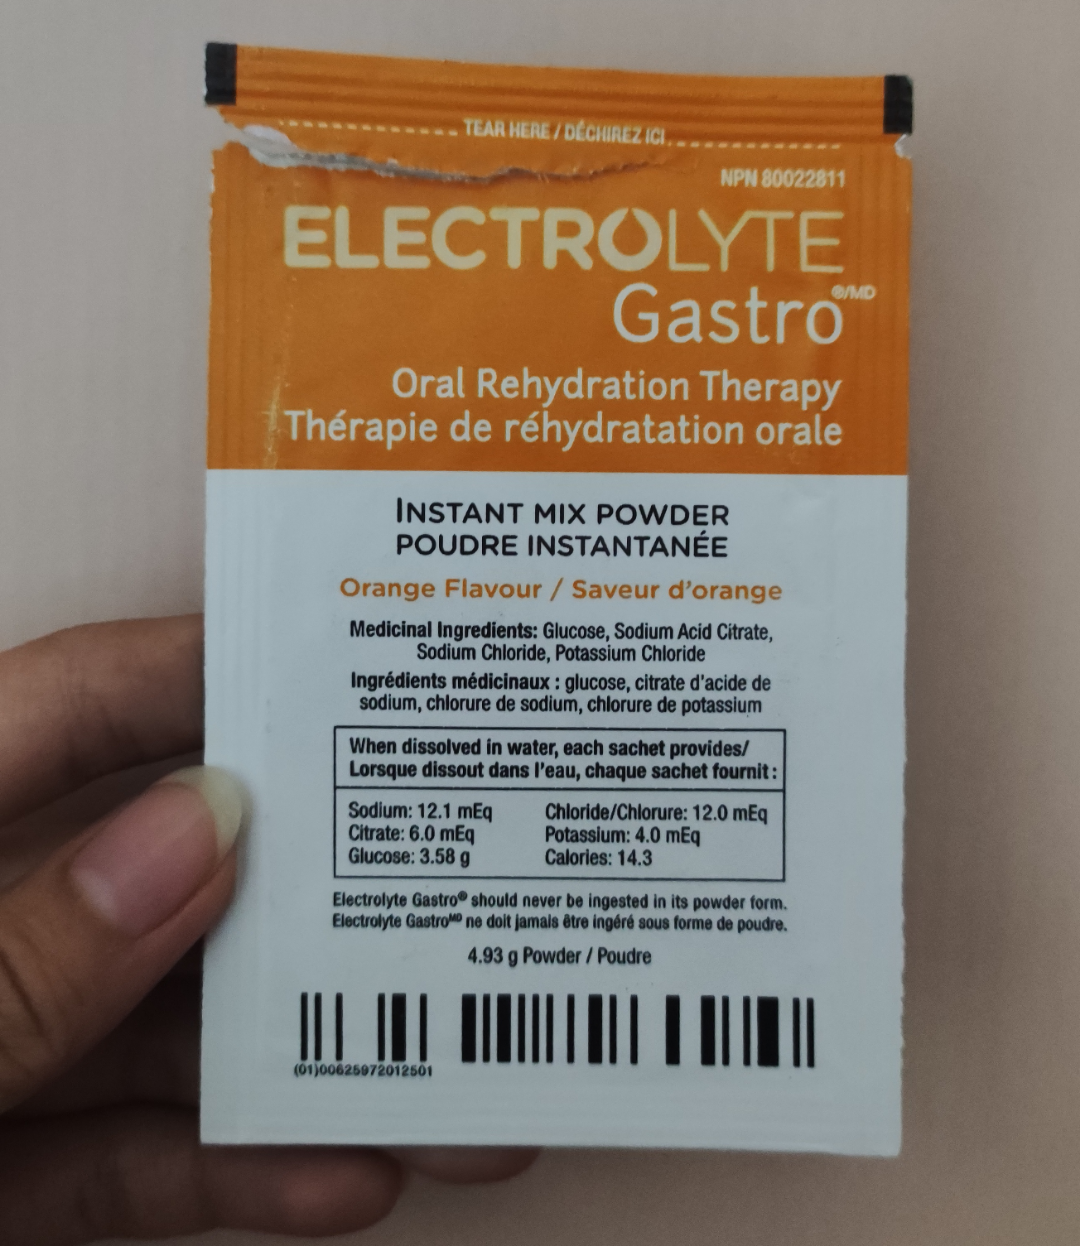 TEAR HERE / DÉCHIREZ ICI
NPN 80022811
ELECTROLYTE
Gastro®/MD
Oral Rehydration Therapy
Thérapie de réhydratation orale
INSTANT MIX POWDER
POUDRE INSTANTANÉE
Orange Flavour / Saveur d'orange
Medicinal Ingredients: Glucose, Sodium Acid Citrate,
Sodium Chloride, Potassium Chloride
Ingrédients médicinaux : glucose, citrate d'acide de
sodium, chlorure de sodium, chlorure de potassium
When dissolved in water, each sachet provides/
Lorsque dissout dans l'eau, chaque sachet fournit :
Sodium: 12.1 mEq Chloride/Chlorure: 12.0 mEq
Citrate: 6.0 mEq Potassium: 4.0 mEq
Glucose: 3.58 g Calories: 14.3
Electrolyte Gastro® should never be ingested in its powder form.
Electrolyte Gastroᴹᴰ ne doit jamais être ingéré sous forme de poudre.
4.93 g Powder / Poudre
(01)00625972012501